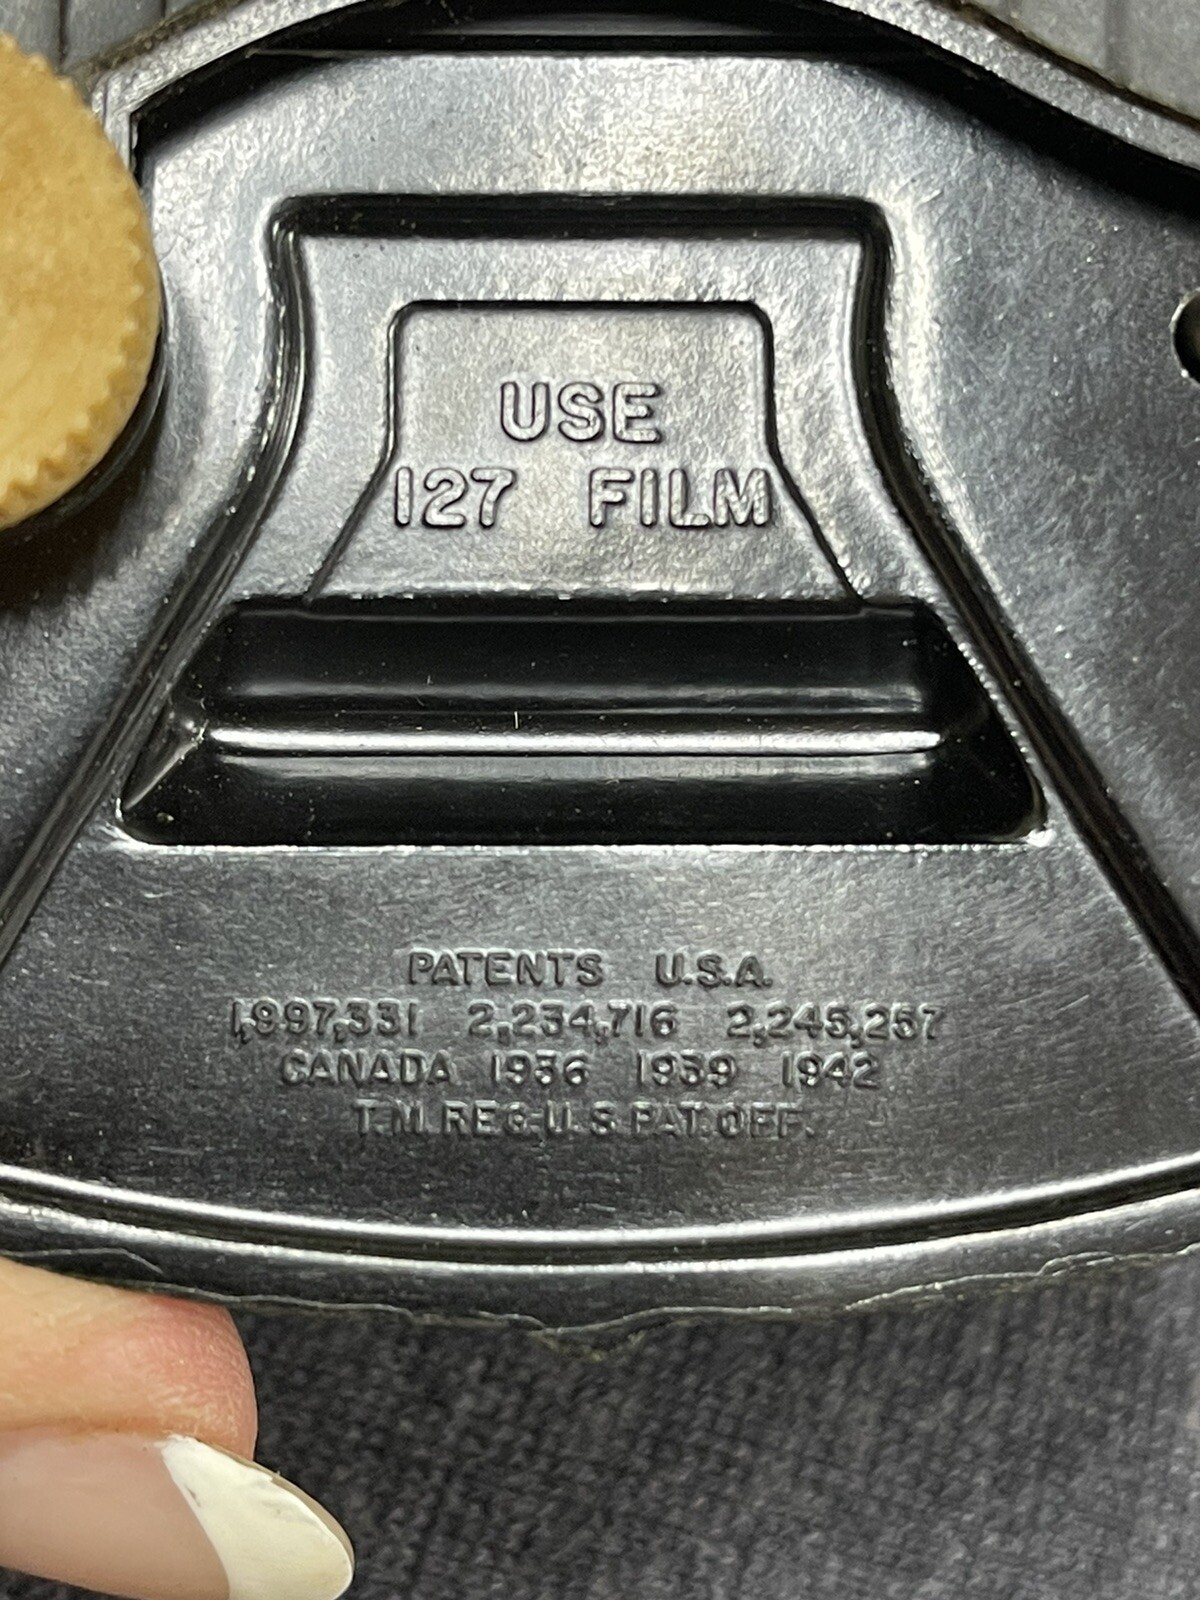 USE
127 FILM
PATENTS U.S.A.
1,997,331 2,234,716 2,245,257
CANADA 1936 1939 1942
T.M. REG. U.S. PAT. OFF.